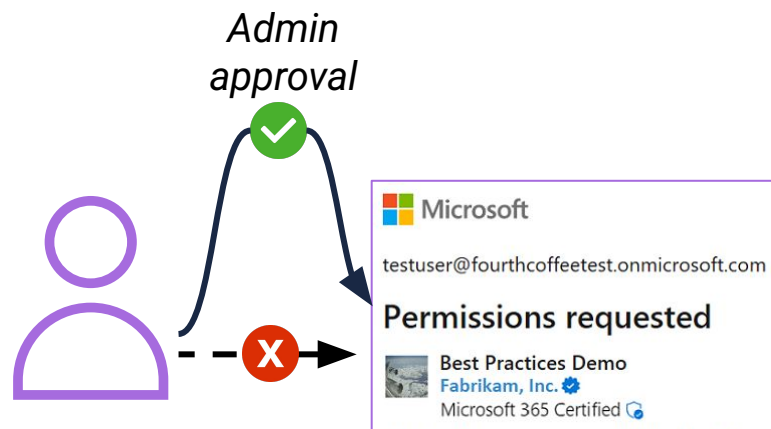 Admin
approval
Microsoft
testuser@fourthcoffeetest.onmicrosoft.com
Permissions requested
X
Best Practices Demo
Fabrikam, Inc.
Microsoft 365 Certified